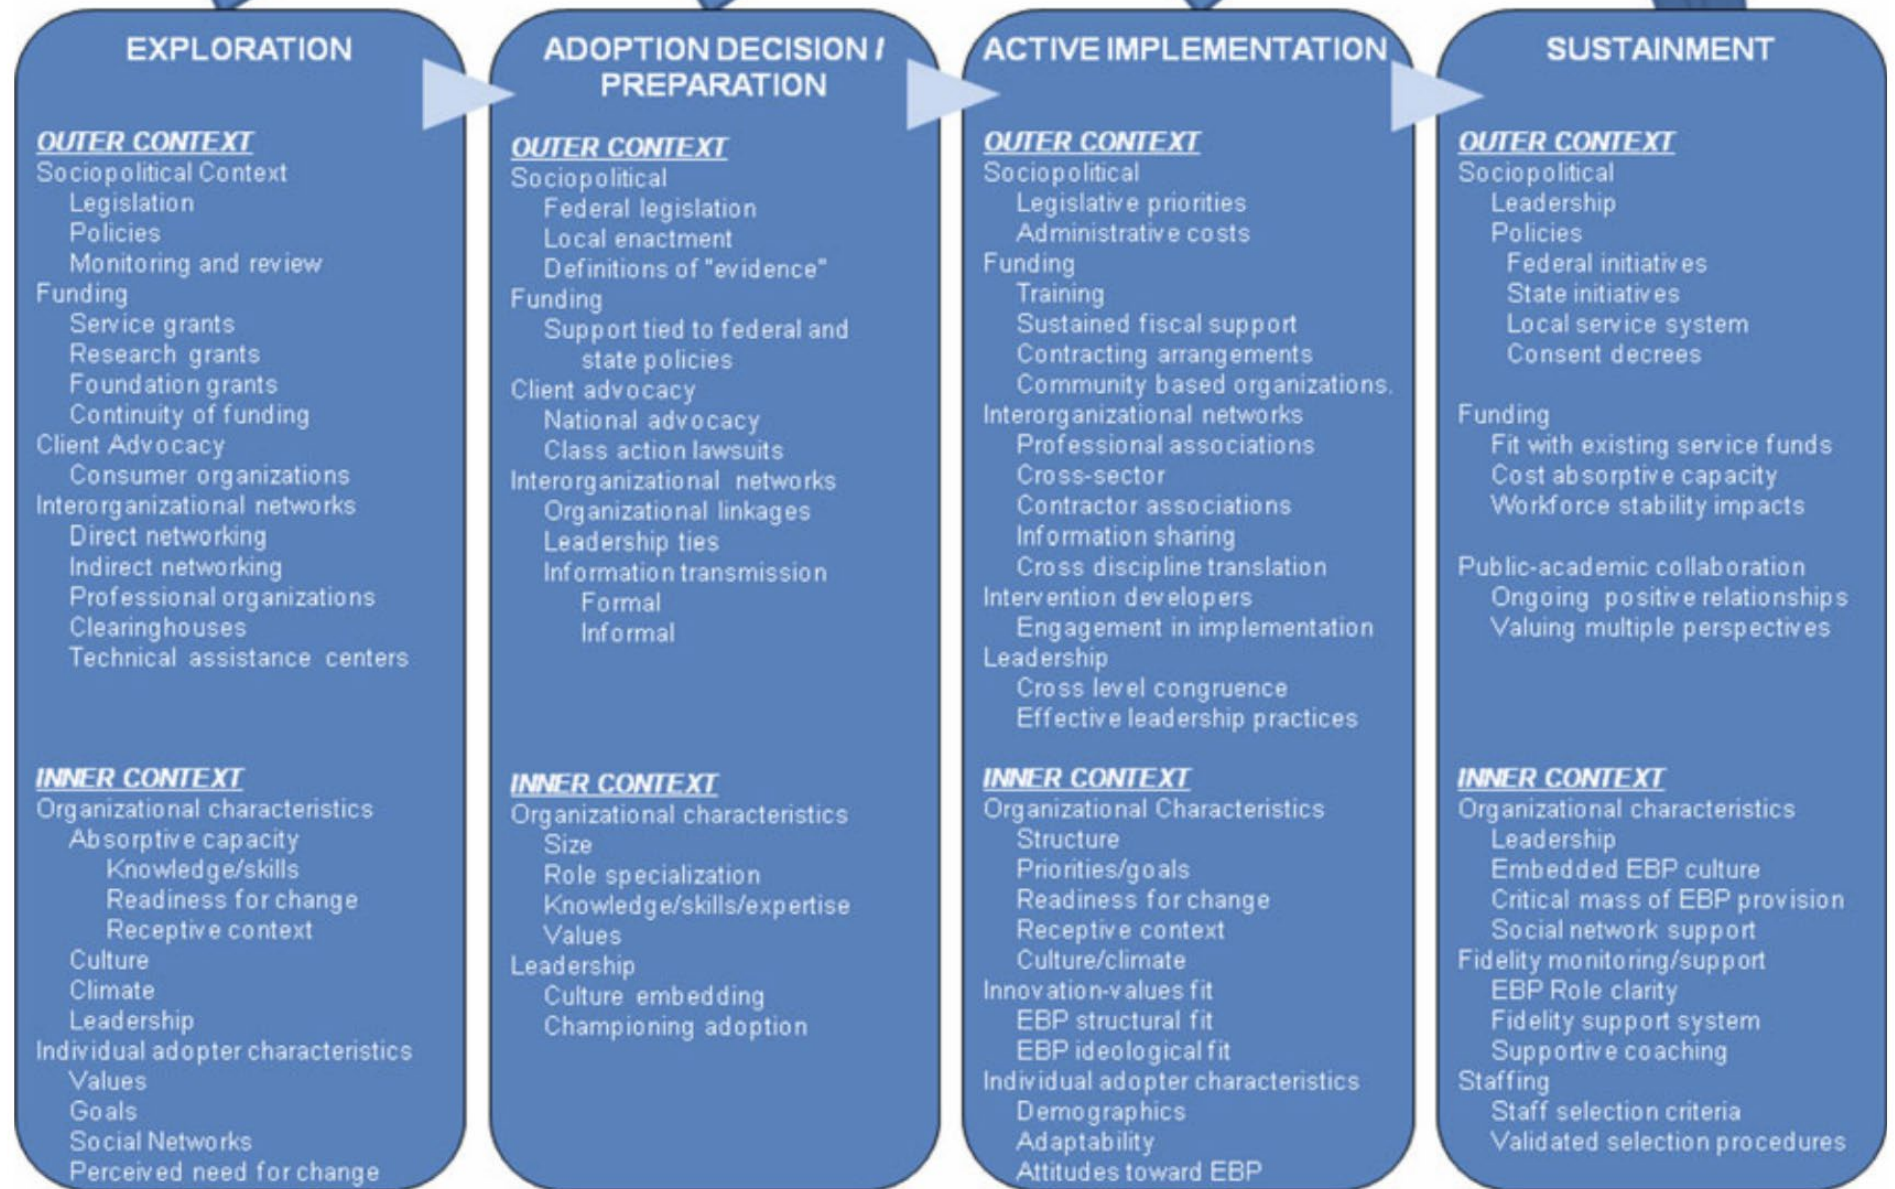 EXPLORATION
OUTER CONTEXT
Sociopolitical Context
Legislation
Policies
Monitoring and review
Funding
Service grants
Research grants
Foundation grants
Continuity of funding
Client Advocacy
Consumer organizations
Interorganizational networks
Direct networking
Indirect networking
Professional organizations
Clearinghouses
Technical assistance centers
INNER CONTEXT
Organizational characteristics
Absorptive capacity
Knowledge/skills
Readiness for change
Receptive context
Culture
Climate
Leadership
Individual adopter characteristics
Values
Goals
Social Networks
Perceived need for change
ADOPTION DECISION /
PREPARATION
OUTER CONTEXT
Sociopolitical
Federal legislation
Local enactment
Definitions of "evidence"
Funding
Support tied to federal and
state policies
Client advocacy
National advocacy
Class action lawsuits
Interorganizational networks
Organizational linkages
Leadership ties
Information transmission
Formal
Informal
INNER CONTEXT
Organizational characteristics
Size
Role specialization
Knowledge/skills/expertise
Values
Leadership
Culture embedding
Championing adoption
ACTIVE IMPLEMENTATION
OUTER CONTEXT
Sociopolitical
Legislative priorities
Administrative costs
Funding
Training
Sustained fiscal support
Contracting arrangements
Community based organizations.
Interorganizational networks
Professional associations
Cross-sector
Contractor associations
Information sharing
Cross discipline translation
Intervention developers
Engagement in implementation
Leadership
Cross level congruence
Effective leadership practices
INNER CONTEXT
Organizational Characteristics
Structure
Priorities/goals
Readiness for change
Receptive context
Culture/climate
Innovation-values fit
EBP structural fit
EBP ideological fit
Individual adopter characteristics
Demographics
Adaptability
Attitudes toward EBP
SUSTAINMENT
OUTER CONTEXT
Sociopolitical
Leadership
Policies
Federal initiatives
State initiatives
Local service system
Consent decrees
Funding
Fit with existing service funds
Cost absorptive capacity
Workforce stability impacts
Public-academic collaboration
Ongoing positive relationships
Valuing multiple perspectives
INNER CONTEXT
Organizational characteristics
Leadership
Embedded EBP culture
Critical mass of EBP provision
Social network support
Fidelity monitoring/support
EBP Role clarity
Fidelity support system
Supportive coaching
Staffing
Staff selection criteria
Validated selection procedures